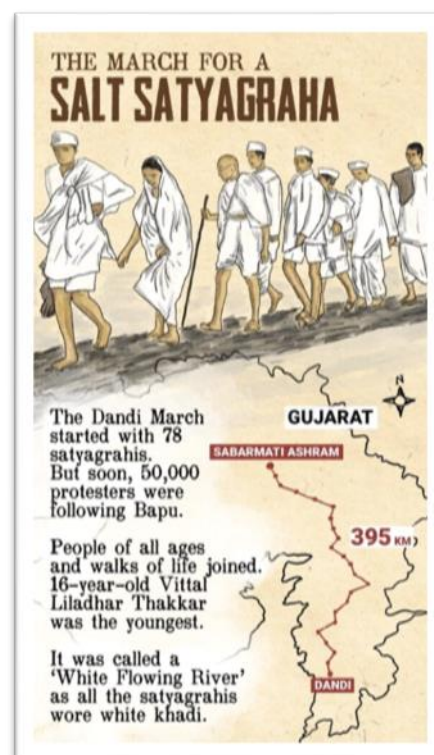 THE MARCH FOR A
SALT SATYAGRAHA
The Dandi March
started with 78
satyagrahis.
But soon, 50,000
protesters were
following Bapu.
People of all ages
and walks of life joined.
16-year-old Vittal
Liladhar Thakkar
was the youngest.
It was called a
‘White Flowing River’
as all the satyagrahis
wore white khadi.
N
GUJARAT
SABARMATI ASHRAM
395 KM)
DANDI